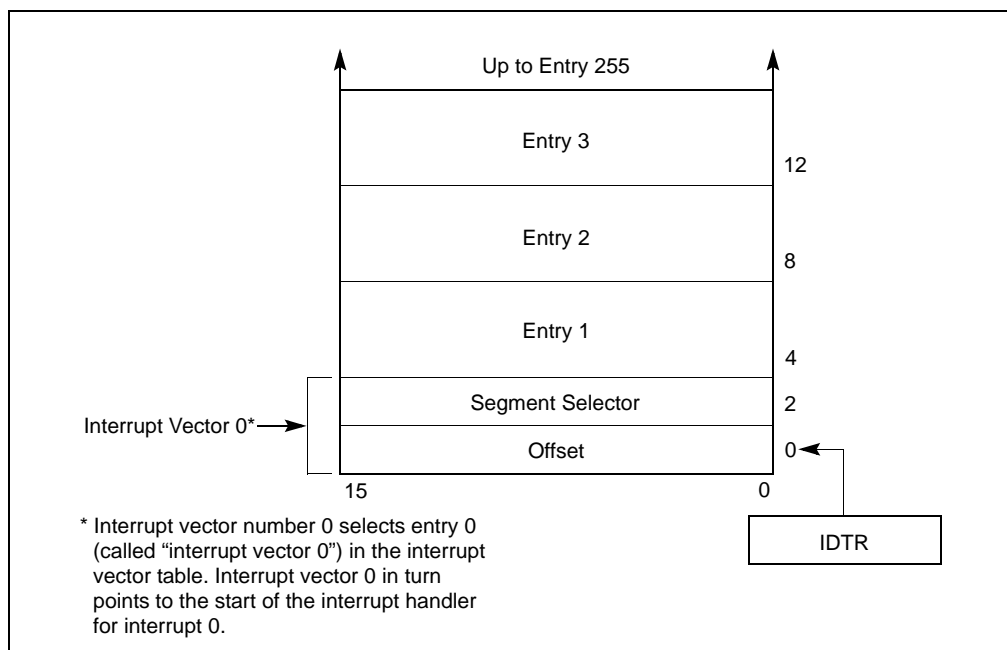 Up to Entry 255
Entry 3
12
Entry 2
8
Entry 1
4
Segment Selector
2
Interrupt Vector 0*
Offset
0
15
0
* Interrupt vector number 0 selects entry 0
(called “interrupt vector 0”) in the interrupt
vector table. Interrupt vector 0 in turn
points to the start of the interrupt handler
for interrupt 0.
IDTR